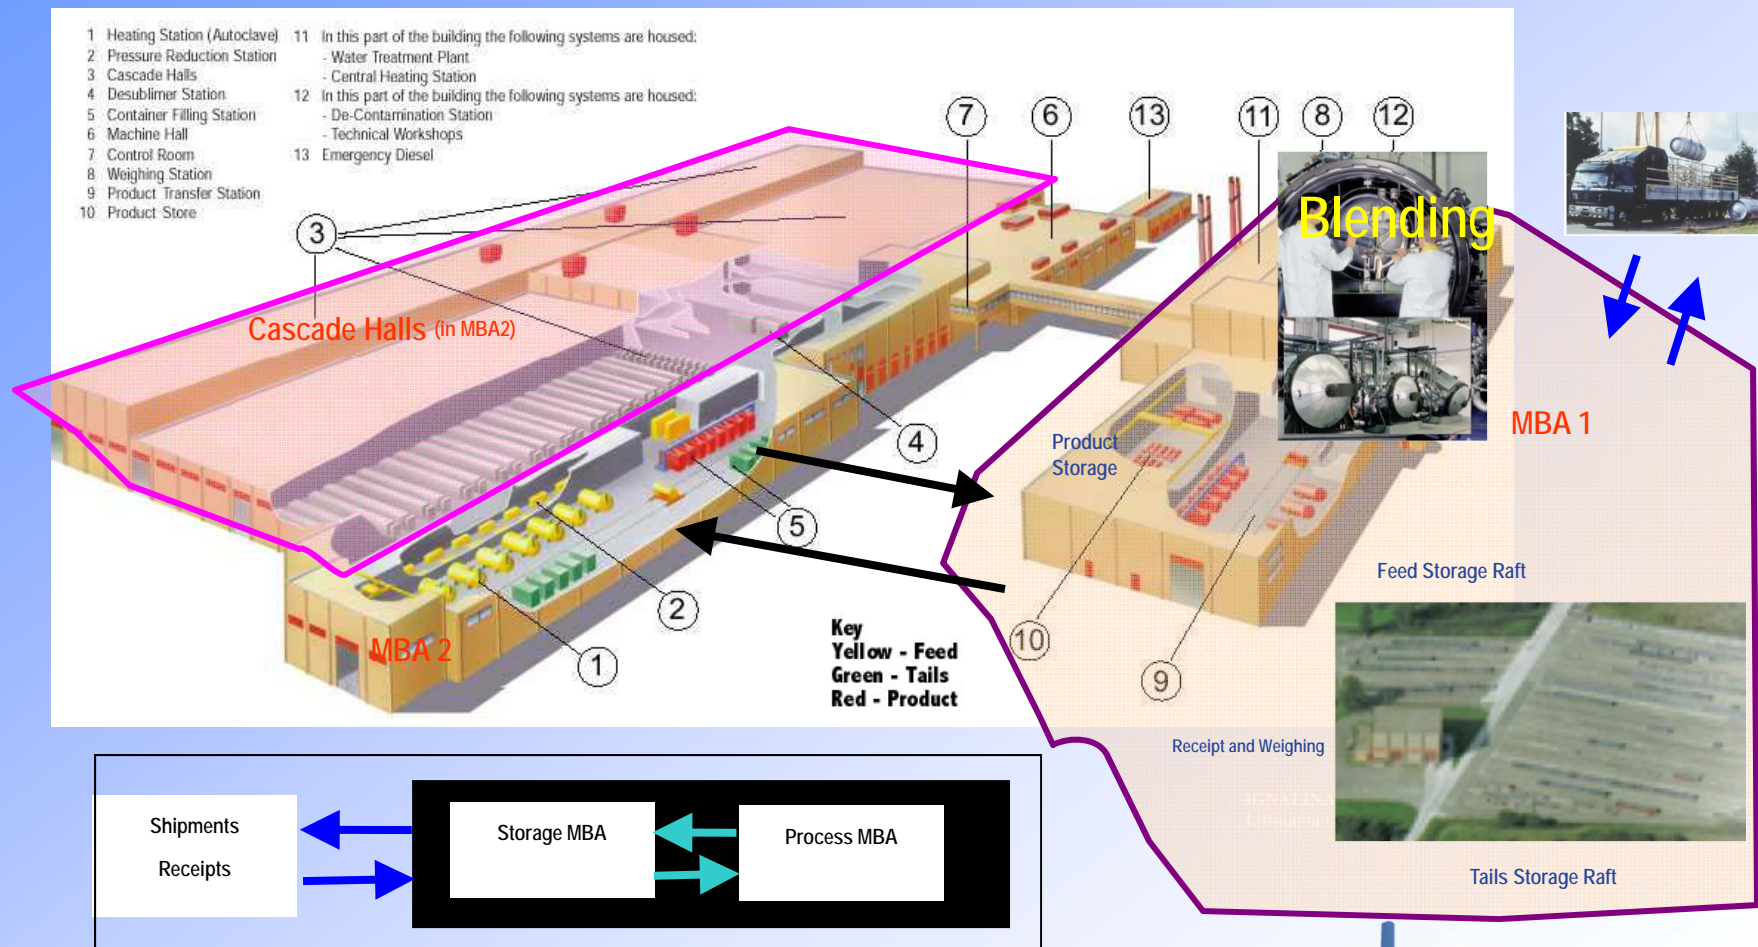 1 Heating Station (Autoclave)
2 Pressure Reduction Station
3 Cascade Halls
4 Desublimer Station
5 Container Filling Station
6 Machine Hall
7 Control Room
8 Weighing Station
9 Product Transfer Station
10 Product Store
11 In this part of the building the following systems are housed:
- Water Treatment Plant
- Central Heating Station
12 In this part of the building the following systems are housed:
- De-Contamination Station
- Technical Workshops
13 Emergency Diesel
7
6
13
11
8
12
3
Blending
Cascade Halls (in MBA2)
MBA 1
4
Product
Storage
5
Feed Storage Raft
2
10
MBA 2
1
9
Key
Yellow - Feed
Green - Tails
Red - Product
Receipt and Weighing
IGNALINA
Lithuania
Tails Storage Raft
Shipments
Receipts
Storage MBA
Process MBA